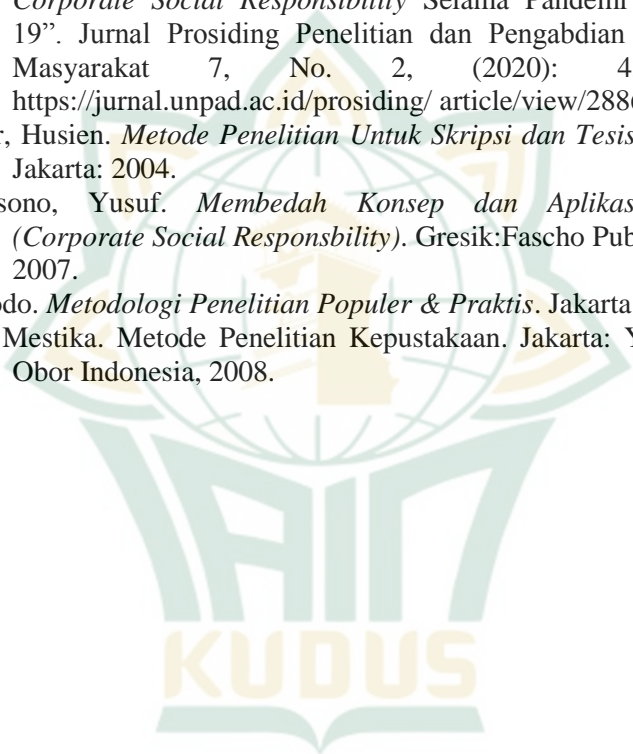 Corporate Social Responsibility Selama Pandemi
19”. Jurnal Prosiding Penelitian dan Pengabdian
Masyarakat 7, No. 2, (2020): 4
https://jurnal.unpad.ac.id/prosiding/ article/view/288
r, Husien. Metode Penelitian Untuk Skripsi dan Tesis
Jakarta: 2004.
sono, Yusuf. Membedah Konsep dan Aplikas
(Corporate Social Responsbility). Gresik:Fascho Pub
2007.
odo. Metodologi Penelitian Populer & Praktis. Jakarta
Mestika. Metode Penelitian Kepustakaan. Jakarta: Y
Obor Indonesia, 2008.
IAIN
KUDUS